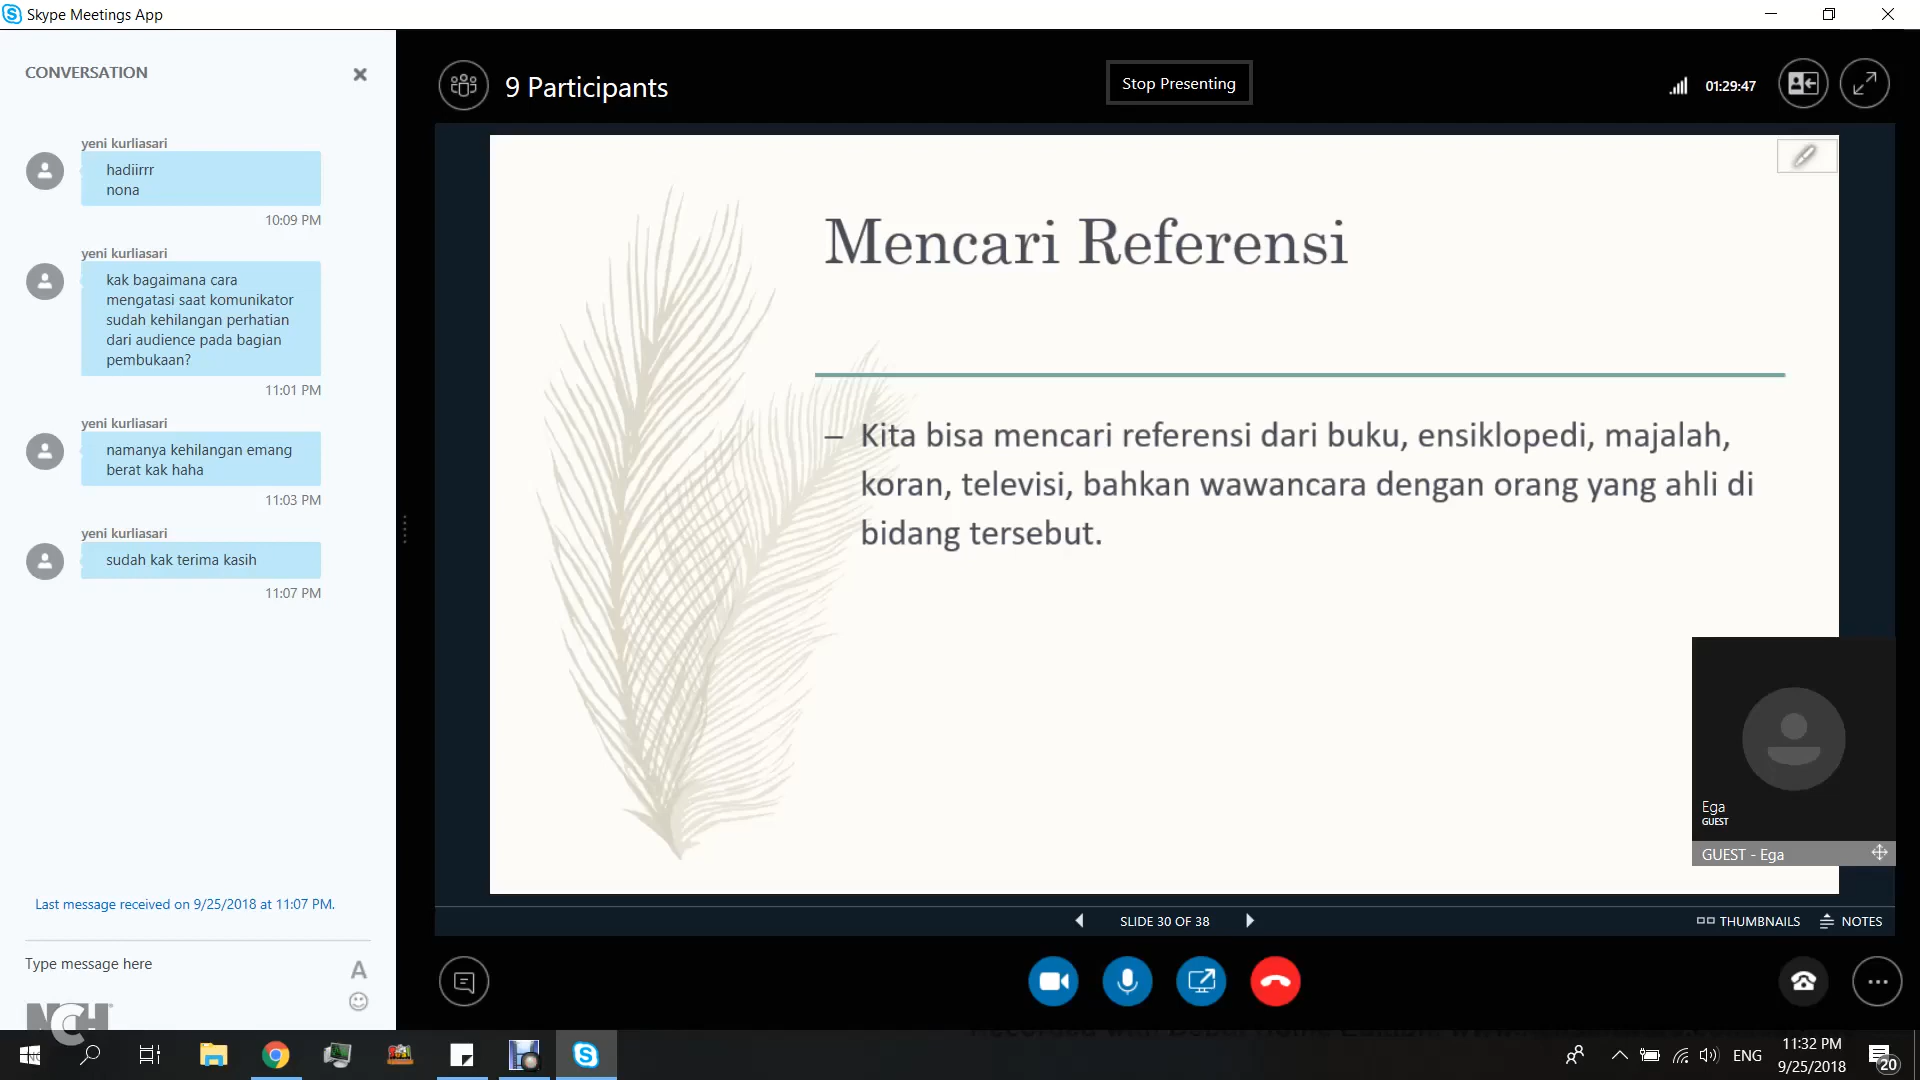 Skype Meetings App
CONVERSATION
yeni kurliasari
hadiirrr
nona
10:09 PM
yeni kurliasari
kak bagaimana cara
mengatasi saat komunikator
sudah kehilangan perhatian
dari audience pada bagian
pembukaan?
11:01 PM
yeni kurliasari
namanya kehilangan emang
berat kak haha
11:03 PM
yeni kurliasari
sudah kak terima kasih
11:07 PM
Last message received on 9/25/2018 at 11:07 PM.
Type message here
A
NCH
9 Participants
Stop Presenting
01:29:47
Mencari Referensi
– Kita bisa mencari referensi dari buku, ensiklopedi, majalah,
koran, televisi, bahkan wawancara dengan orang yang ahli di
bidang tersebut.
Ega
GUEST
GUEST - Ega
SLIDE 30 OF 38
THUMBNAILS
NOTES
ENG
11:32 PM
9/25/2018
20